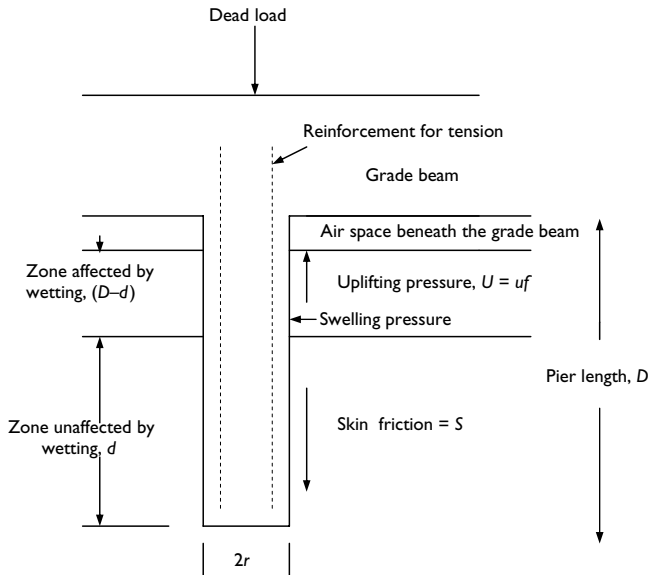 Dead load
Reinforcement for tension
Grade beam
Air space beneath the grade beam
Zone affected by
wetting, (D–d)
Uplifting pressure, U = uf
Swelling pressure
Pier length, D
Zone unaffected by
wetting, d
Skin friction = S
2r